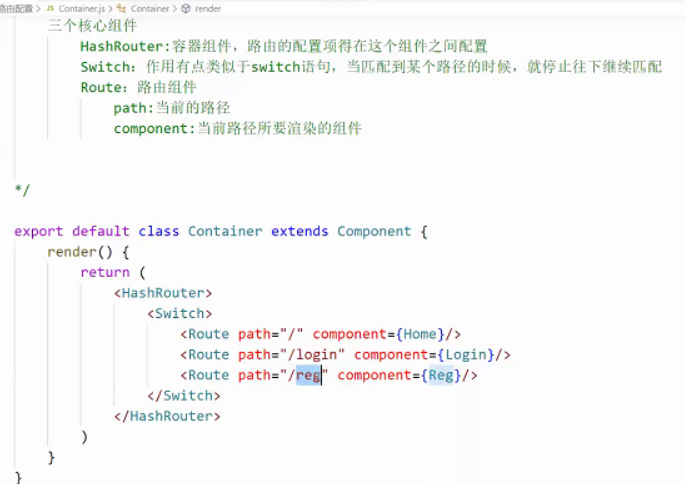 路由配置 > JS Container.js > Container > render
三个核心组件
HashRouter:容器组件，路由的配置项得在这个组件之间配置
Switch: 作用有点类似于switch语句，当匹配到某个路径的时候，就停止往下继续匹配
Route: 路由组件
path:当前的路径
component:当前路径所要渲染的组件
*/
export default class Container extends Component {
render() {
return (
<HashRouter>
<Switch>
<Route path="/" component={Home}/>
<Route path="/login" component={Login}/>
<Route path="/reg" component={Reg}/>
</Switch>
</HashRouter>
)
}
}